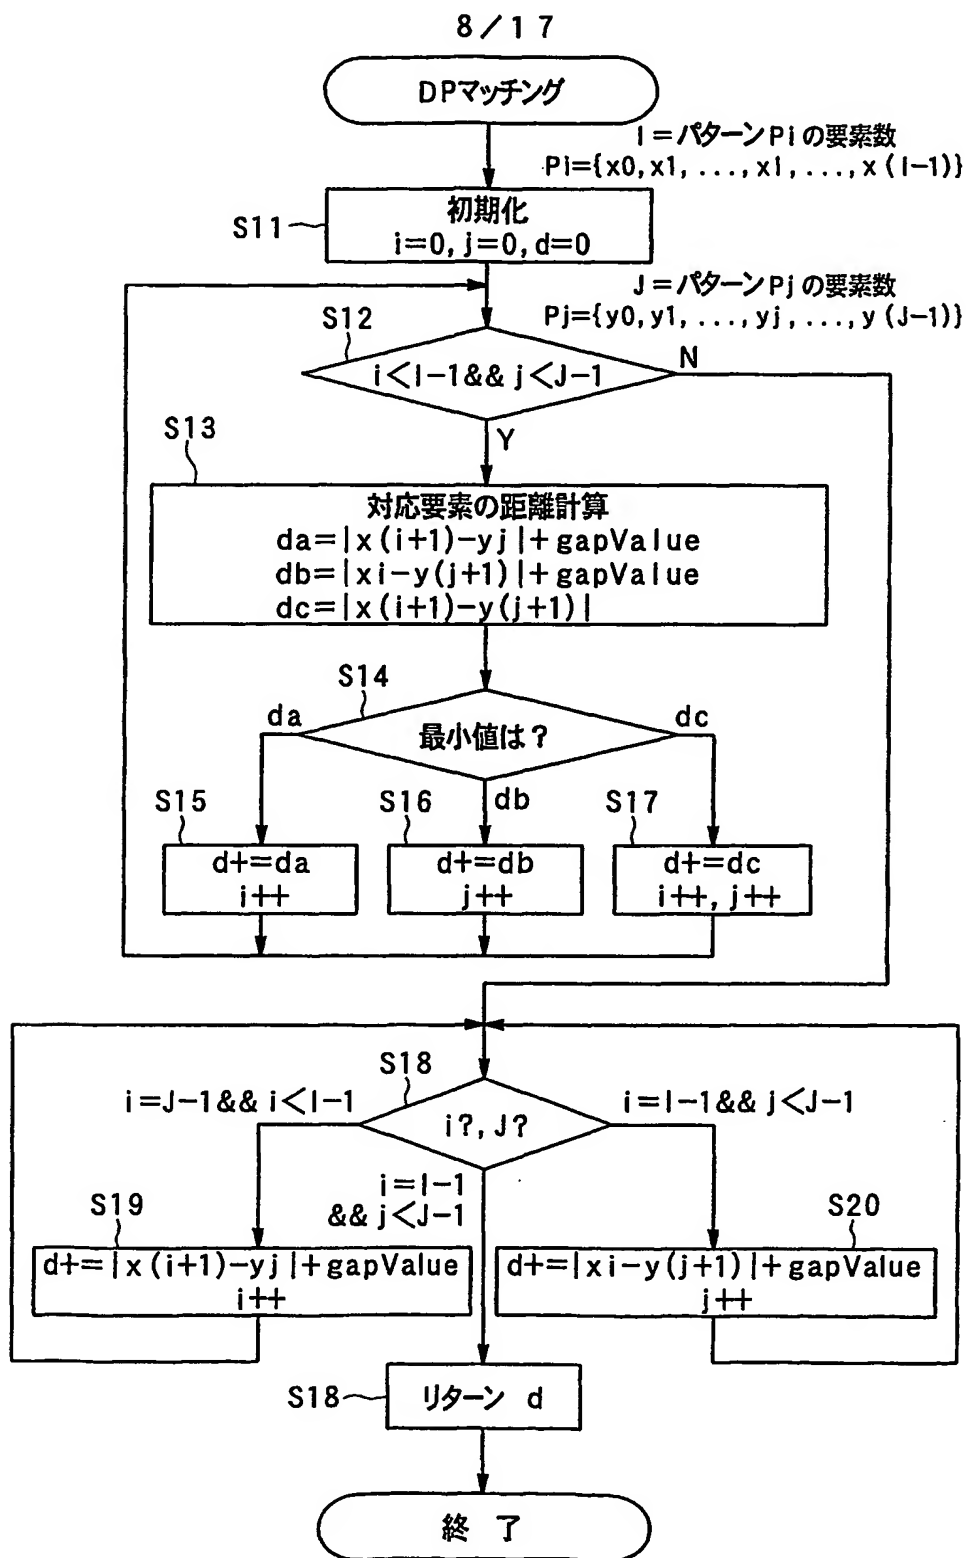 8/17
DPマッチング
I=パターンPiの要素数
Pi={x0,x1,...,xi,...,x(I-1)}
S11
初期化
i=0,j=0,d=0
J=パターンPjの要素数
Pj={y0,y1,...,yj,...,y(J-1)}
S12
i<I-1&&j<J-1
N
Y
S13
対応要素の距離計算
da=|x(i+1)-yj|+gapValue
db=|xi-y(j+1)|+gapValue
dc=|x(i+1)-y(j+1)|
S14
最小値は?
da
db
dc
S15
d+=da
i++
S16
d+=db
j++
S17
d+=dc
i++,j++
S18
i=J-1&&i<I-1
i?,J?
i=I-1&&j<J-1
i=I-1
&&j<J-1
S19
d+=|x(i+1)-yj|+gapValue
i++
S20
d+=|xi-y(j+1)|+gapValue
j++
S18
リターン d
終了